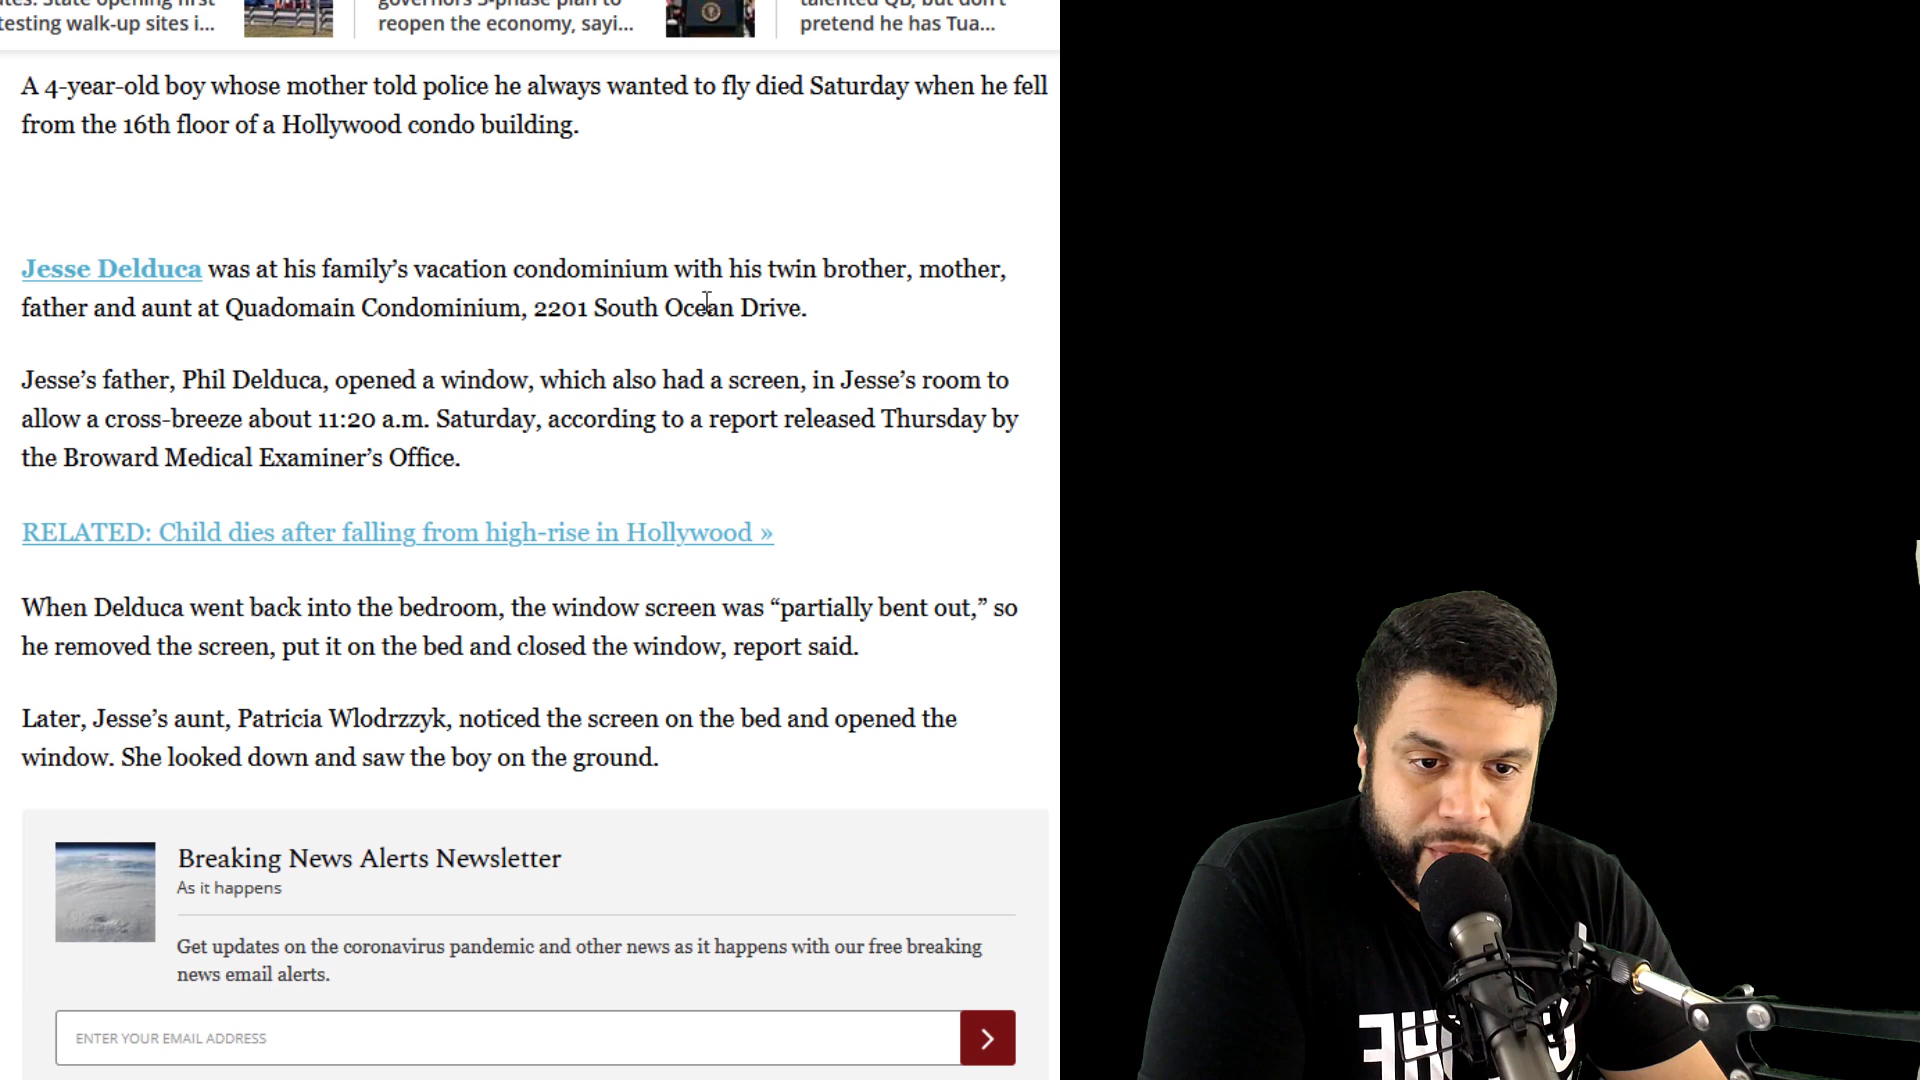 tes: State opening first
testing walk-up sites i...
governors 3-phase plan to
reopen the economy, sayi...
talented QB, but don't
pretend he has Tua...
A 4-year-old boy whose mother told police he always wanted to fly died Saturday when he fell
from the 16th floor of a Hollywood condo building.
Jesse Delduca was at his family's vacation condominium with his twin brother, mother,
father and aunt at Quadomain Condominium, 2201 South Ocean Drive.
Jesse's father, Phil Delduca, opened a window, which also had a screen, in Jesse's room to
allow a cross-breeze about 11:20 a.m. Saturday, according to a report released Thursday by
the Broward Medical Examiner's Office.
RELATED: Child dies after falling from high-rise in Hollywood »
When Delduca went back into the bedroom, the window screen was “partially bent out,” so
he removed the screen, put it on the bed and closed the window, report said.
Later, Jesse's aunt, Patricia Wlodrzzyk, noticed the screen on the bed and opened the
window. She looked down and saw the boy on the ground.
Breaking News Alerts Newsletter
As it happens
Get updates on the coronavirus pandemic and other news as it happens with our free breaking
news email alerts.
ENTER YOUR EMAIL ADDRESS